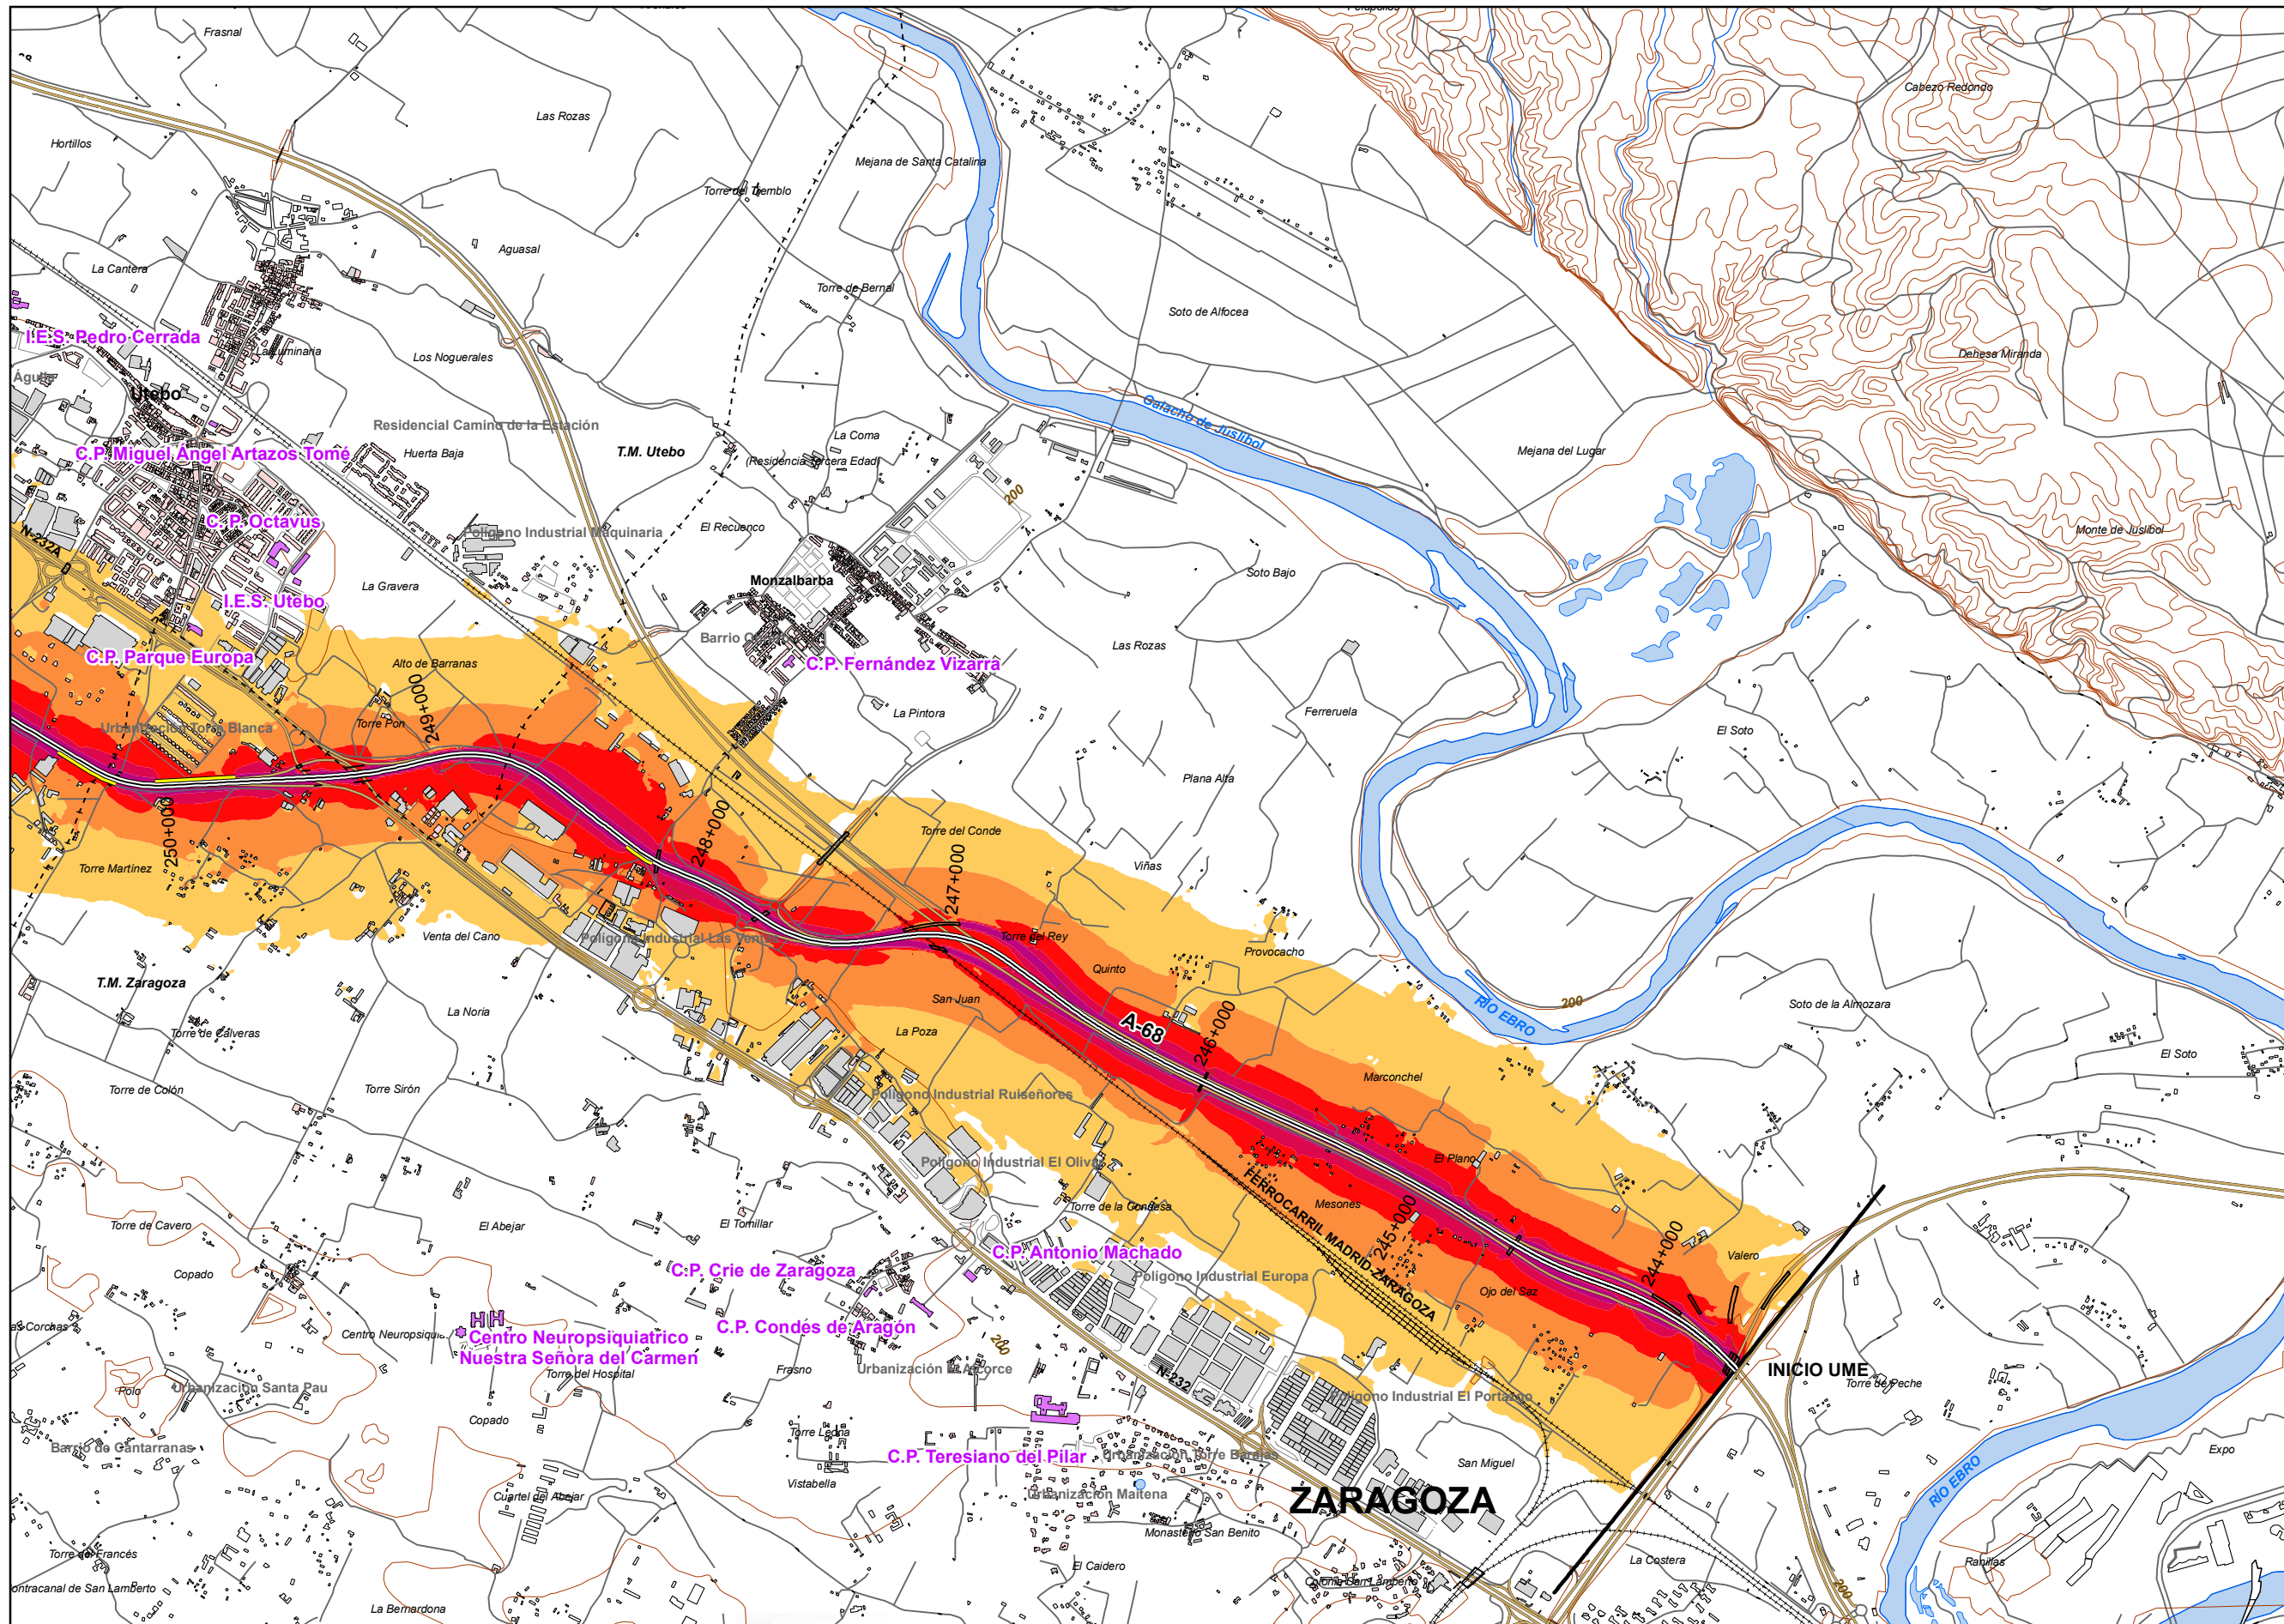 Frasnal
Las Rozas
Hortillos
Cabezo Redondo
Mejana de Santa Catalina
Torre del Tremblo
Aguasal
La Cantera
Torre de Bernal
Soto de Alfocea
I.E.S. Pedro Cerrada
La Luminaria
Los Noguerales
Dehesa Miranda
Utebo
Galacho de Juslibol
Residencial Camino de la Estación
La Coma
C.P. Miguel Ángel Artazos Tomé
Huerta Baja
T.M. Utebo
(Residencia Tercera Edad)
Mejana del Lugar
200
C. P. Octavus
El Recuenco
Polígono Industrial Maquinaria
Monte de Juslibol
N-232A
La Gravera
Monzalbarba
Soto Bajo
I.E.S. Utebo
Barrio
Las Rozas
C.P. Parque Europa
Alto de Barranas
C.P. Fernández Vizarra
249+000
La Pintora
Ferreruela
Urbanización Torre Blanca
Torre Pon
El Soto
Plana Alta
250+000
248+000
Torre del Conde
Torre Martínez
247+000
Viñas
Venta del Cano
Polígono Industrial Las Ventas
Torre del Rey
Provocacho
T.M. Zaragoza
Quinto
San Juan
RÍO EBRO
200
Soto de la Almozara
La Noria
Torre de Calveras
La Poza
A-68
246+000
El Soto
Torre de Colón
Torre Sirón
Polígono Industrial Ruiseñores
Marconchel
Polígono Industrial El Olivar
El Plano
FERROCARRIL MADRID-ZARAGOZA
Mesones
Torre de la Condesa
Torre de Cavero
El Abejar
El Tomillar
245+000
244+000
C.P. Antonio Machado
Valero
C.P. Crie de Zaragoza
Copado
Polígono Industrial Europa
Ojo del Saz
C.P. Condes de Aragón
Centro Neuropsiquia
Centro Neuropsiquiatrico
Nuestra Señora del Carmen
200
Frasno
INICIO UME
Torre del Hospital
N-232
Torre de Peche
Polo
Urbanización Santa Pau
Polígono Industrial El Portazgo
Copado
Torre Leona
Barrio de Cantarranas
C.P. Teresiano del Pilar
Urbanización Torre Barajas
Expo
San Miguel
Vistabella
RÍO EBRO
Cuartel del Abejar
Urbanización Maitena
ZARAGOZA
Monasterio San Benito
Torre del Francés
El Caidero
La Costera
Ranillas
ontracanal de San Lamberto
200
La Bernardona